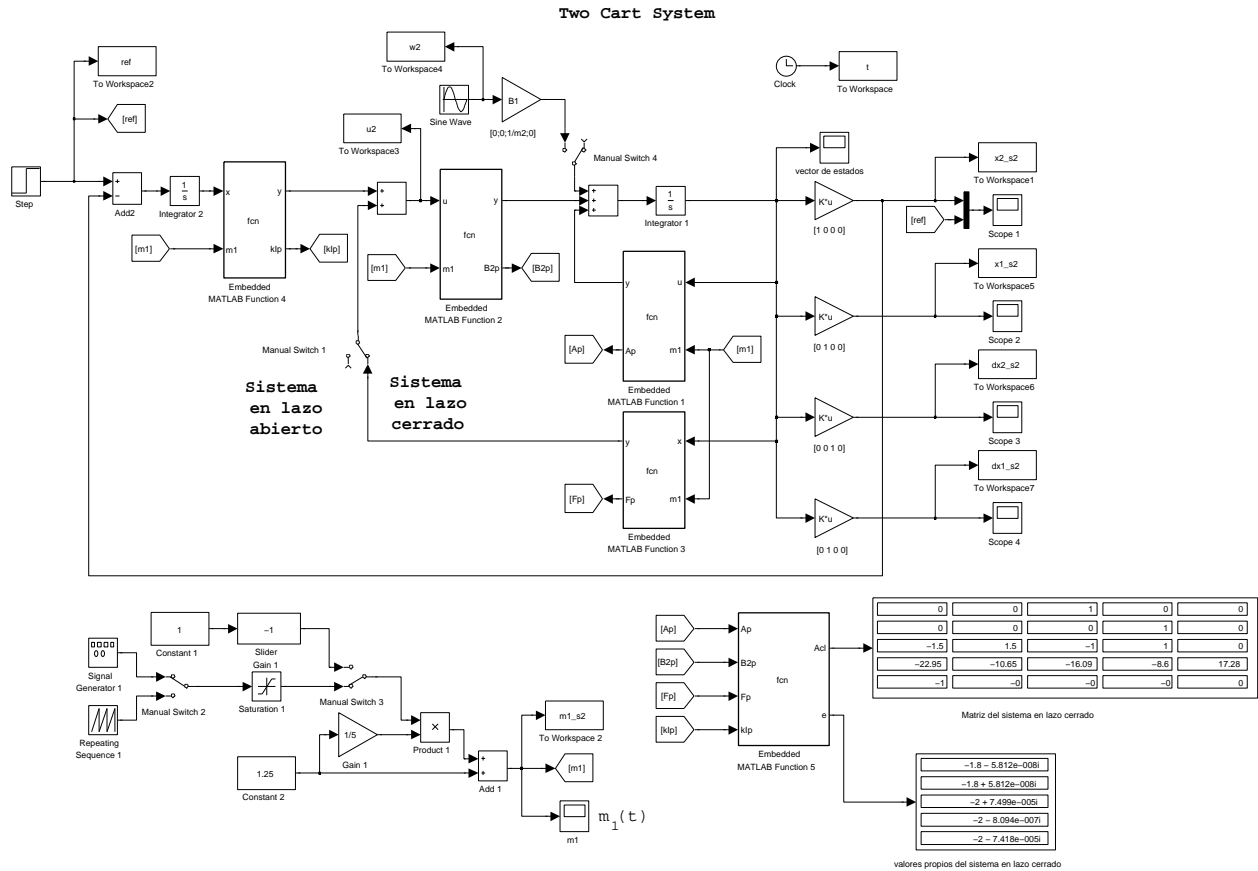 Two Cart System
ref
To Workspace2
[ref]
Step
+
−
Add2
1
s
Integrator 2
[m1]
x
y
fcn
m1
kIp
Embedded
MATLAB Function 4
[kIp]
w2
To Workspace4
Sine Wave
B1
[0;0;1/m2;0]
u2
To Workspace3
+
+
[m1]
u
y
fcn
m1
B2p
Embedded
MATLAB Function 2
[B2p]
Manual Switch 4
+
+
+
1
s
Integrator 1
Clock
t
To Workspace
vector de estados
K*u
[1 0 0 0]
x2_s2
To Workspace1
[ref]
Scope 1
y
u
fcn
Ap
m1
Embedded
MATLAB Function 1
[Ap]
[m1]
K*u
[0 1 0 0]
x1_s2
To Workspace5
Scope 2
Manual Switch 1
Sistema
en lazo
abierto
Sistema
en lazo
cerrado
y
x
fcn
Fp
m1
Embedded
MATLAB Function 3
[Fp]
K*u
[0 0 1 0]
dx2_s2
To Workspace6
Scope 3
K*u
[0 1 0 0]
dx1_s2
To Workspace7
Scope 4
1
Constant 1
−1
Slider
Gain 1
Signal
Generator 1
Manual Switch 2
Repeating
Sequence 1
Saturation 1
Manual Switch 3
1/5
Gain 1
×
Product 1
1.25
Constant 2
+
+
Add 1
m1_s2
To Workspace 2
[m1]
m1
m1(t)
[Ap]
[B2p]
[Fp]
[kIp]
Ap
B2p
Fp
kIp
fcn
Acl
e
Embedded
MATLAB Function 5
0 0 1 0 0
0 0 0 1 0
−1.5 1.5 −1 1 0
−22.95 −10.65 −16.09 −8.6 17.28
−1 −0 −0 −0 0
Matriz del sistema en lazo cerrado
−1.8 − 5.812e−008i
−1.8 + 5.812e−008i
−2 + 7.499e−005i
−2 − 8.094e−007i
−2 − 7.418e−005i
valores propios del sistema en lazo cerrado